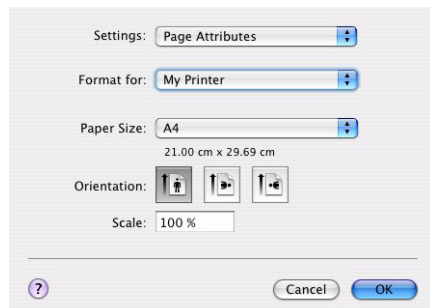 Settings: Page Attributes
Format for: My Printer
Paper Size: A4
21.00 cm x 29.69 cm
Orientation:
Scale: 100 %
? Cancel OK